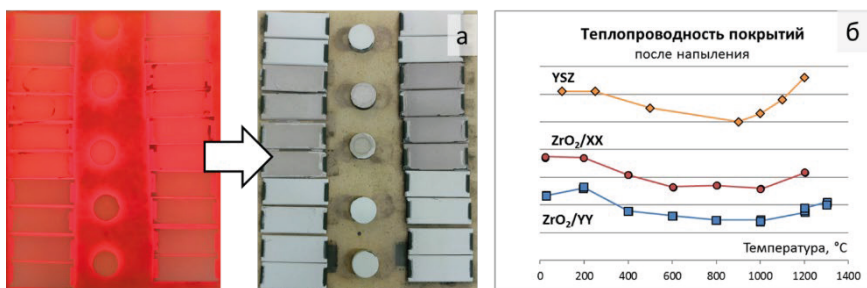 а
б
Теплопроводность покрытий
после напыления
YSZ
ZrO₂/XX
ZrO₂/YY
Температура, °C
0 200 400 600 800 1000 1200 1400